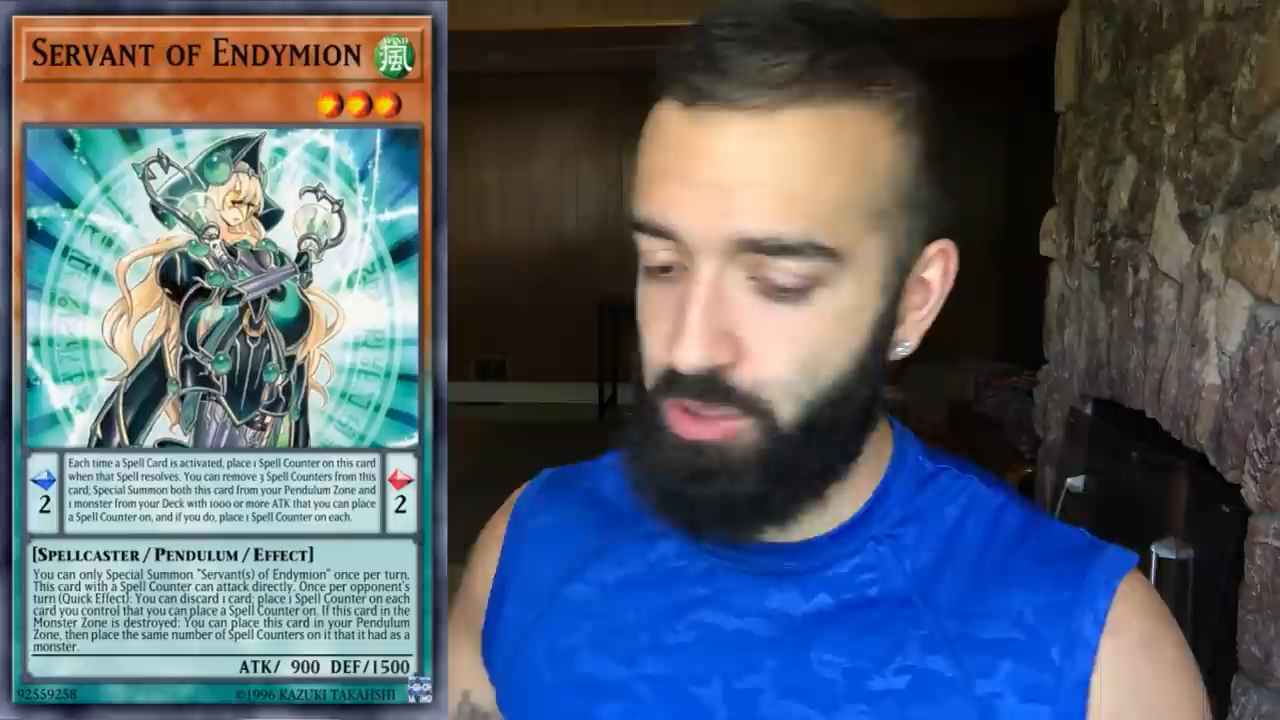 SERVANT OF ENDYMION
WIND
風
Each time a Spell Card is activated, place 1 Spell Counter on this card
when that Spell resolves. You can remove 3 Spell Counters from this
card; Special Summon both this card from your Pendulum Zone and
1 monster from your Deck with 1000 or more ATK that you can place
a Spell Counter on, and if you do, place 1 Spell Counter on each.
2
2
[SPELLCASTER / PENDULUM / EFFECT]
You can only Special Summon "Servant(s) of Endymion" once per turn.
This card with a Spell Counter can attack directly. Once per opponent's
turn (Quick Effect): You can discard 1 card; place 1 Spell Counter on each
card you control that you can place a Spell Counter on. If this card in the
Monster Zone is destroyed: You can place this card in your Pendulum
Zone, then place the same number of Spell Counters on it that it had as a
monster.
ATK/ 900 DEF/1500
92559258
©1996 KAZUKI TAKAHSHI